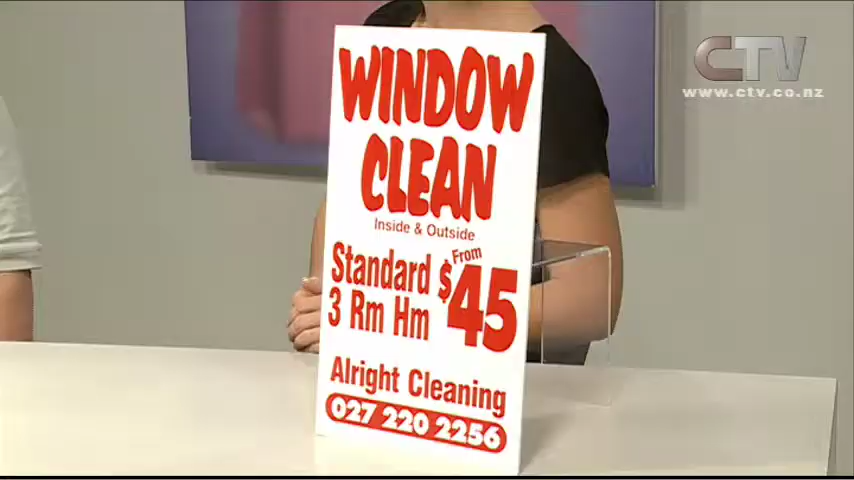 CTV
www.ctv.co.nz
WINDOW
CLEAN
Inside & Outside
Standard
3 Rm Hm
From
$45
Alright Cleaning
027 220 2256